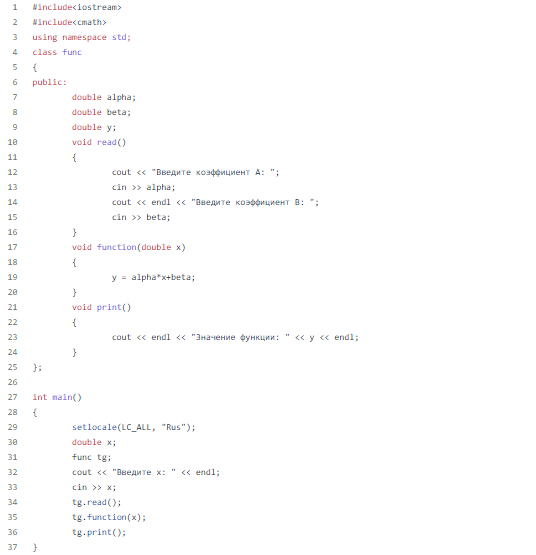 1 #include<iostream>
2 #include<cmath>
3 using namespace std;
4 class func
5 {
6 public:
7 double alpha;
8 double beta;
9 double y;
10 void read()
11 {
12 cout << "Введите коэффициент A: ";
13 cin >> alpha;
14 cout << endl << "Введите коэффициент B: ";
15 cin >> beta;
16 }
17 void function(double x)
18 {
19 y = alpha*x+beta;
20 }
21 void print()
22 {
23 cout << endl << "Значение функции: " << y << endl;
24 }
25 };
26
27 int main()
28 {
29 setlocale(LC_ALL, "Rus");
30 double x;
31 func tg;
32 cout << "Введите x: " << endl;
33 cin >> x;
34 tg.read();
35 tg.function(x);
36 tg.print();
37 }